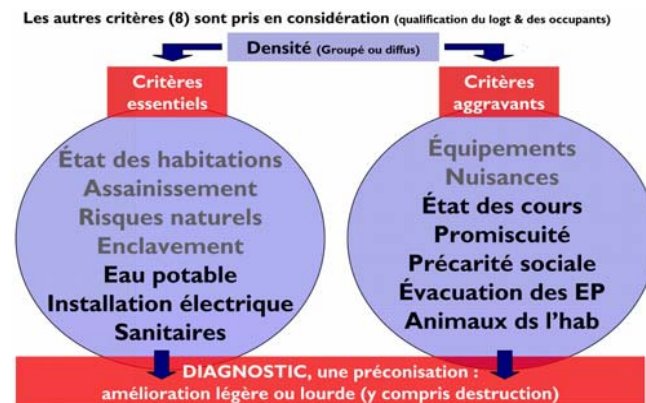 Les autres critères (8) sont pris en considération (qualification du logt & des occupants)
Densité (Groupé ou diffus)
Critères
essentiels
État des habitations
Assainissement
Risques naturels
Enclavement
Eau potable
Installation électrique
Sanitaires
Critères
aggravants
Équipements
Nuisances
État des cours
Promiscuité
Précarité sociale
Évacuation des EP
Animaux ds l’hab
DIAGNOSTIC, une préconisation :
amélioration légère ou lourde (y compris destruction)